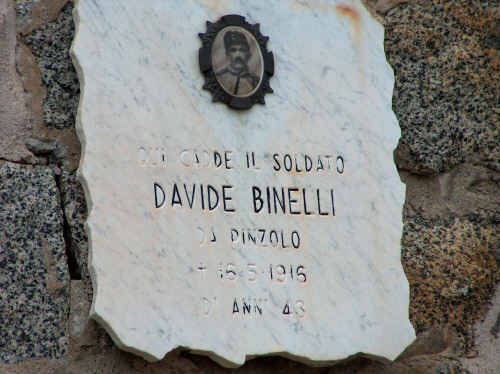 QUI CADDE IL SOLDATO
DAVIDE BINELLI
DA PINZOLO
+ 16·5·1916
DI ANNI 43